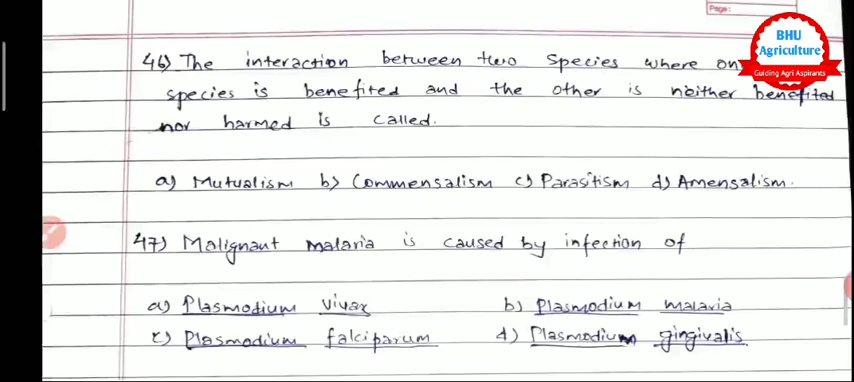 Page:
BHU
Agriculture
Guiding Agri Aspirants
46) The interaction between two species where on
species is benefited and the other is neither benefited
nor harmed is called.
a) Mutualism b) Commensalism c) Parasitism d) Amensalism.
47) Malignant malaria is caused by infection of
a) Plasmodium vivax b) Plasmodium malaria
c) Plasmodium falciparum d) Plasmodium gingivalis